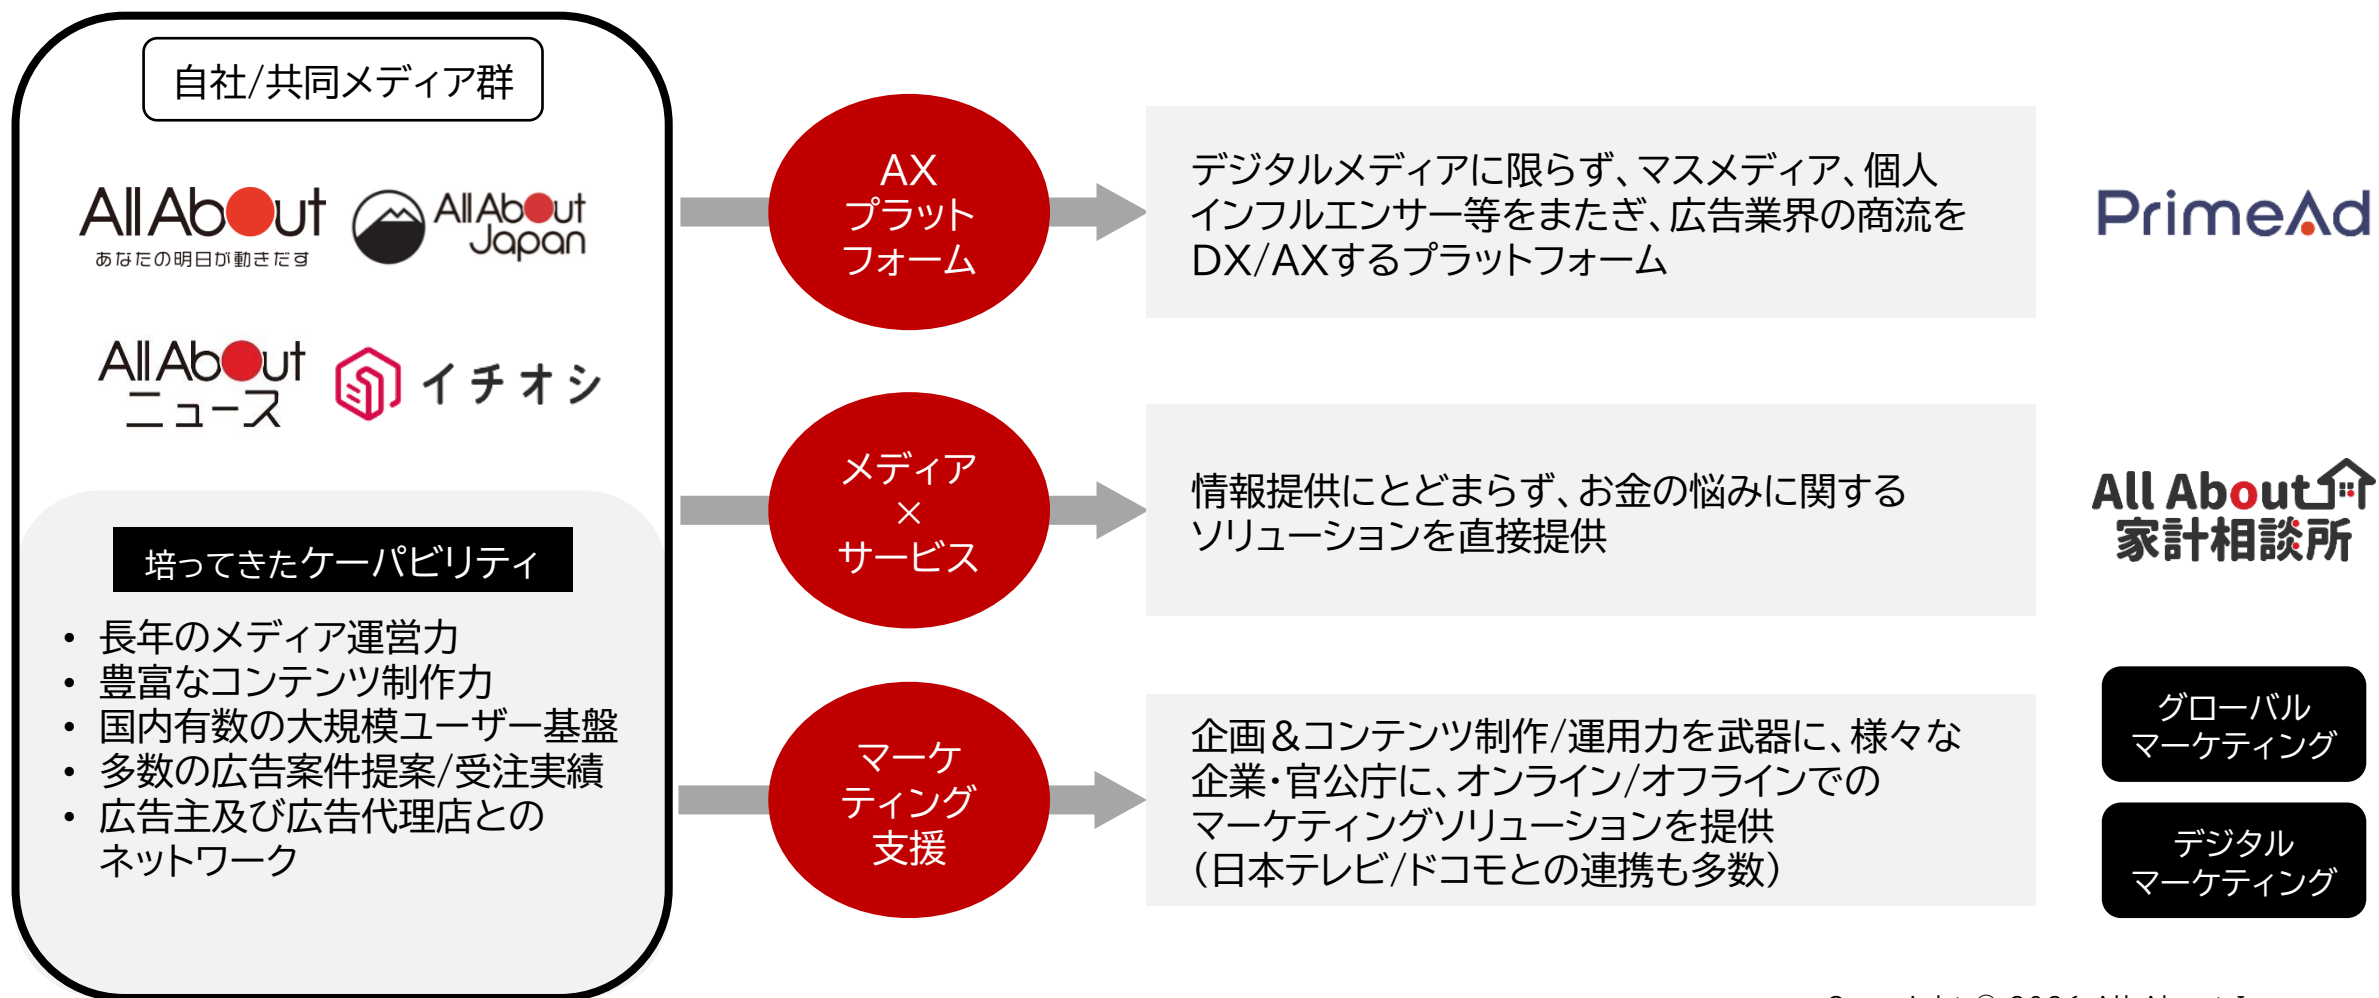 自社/共同メディア群
All About
あなたの明日が動きだす
All About
Japan
All About
ニュース
イチオシ
培ってきたケーパビリティ
• 長年のメディア運営力
• 豊富なコンテンツ制作力
• 国内有数の大規模ユーザー基盤
• 多数の広告案件提案/受注実績
• 広告主及び広告代理店との
ネットワーク
AX
プラット
フォーム
デジタルメディアに限らず、マスメディア、個人
インフルエンサー等をまたぎ、広告業界の商流を
DX/AXするプラットフォーム
PrimeAd
メディア
×
サービス
情報提供にとどまらず、お金の悩みに関する
ソリューションを直接提供
All About
家計相談所
マーケ
ティング
支援
企画＆コンテンツ制作/運用力を武器に、様々な
企業・官公庁に、オンライン/オフラインでの
マーケティングソリューションを提供
（日本テレビ/ドコモとの連携も多数）
グローバル
マーケティング
デジタル
マーケティング